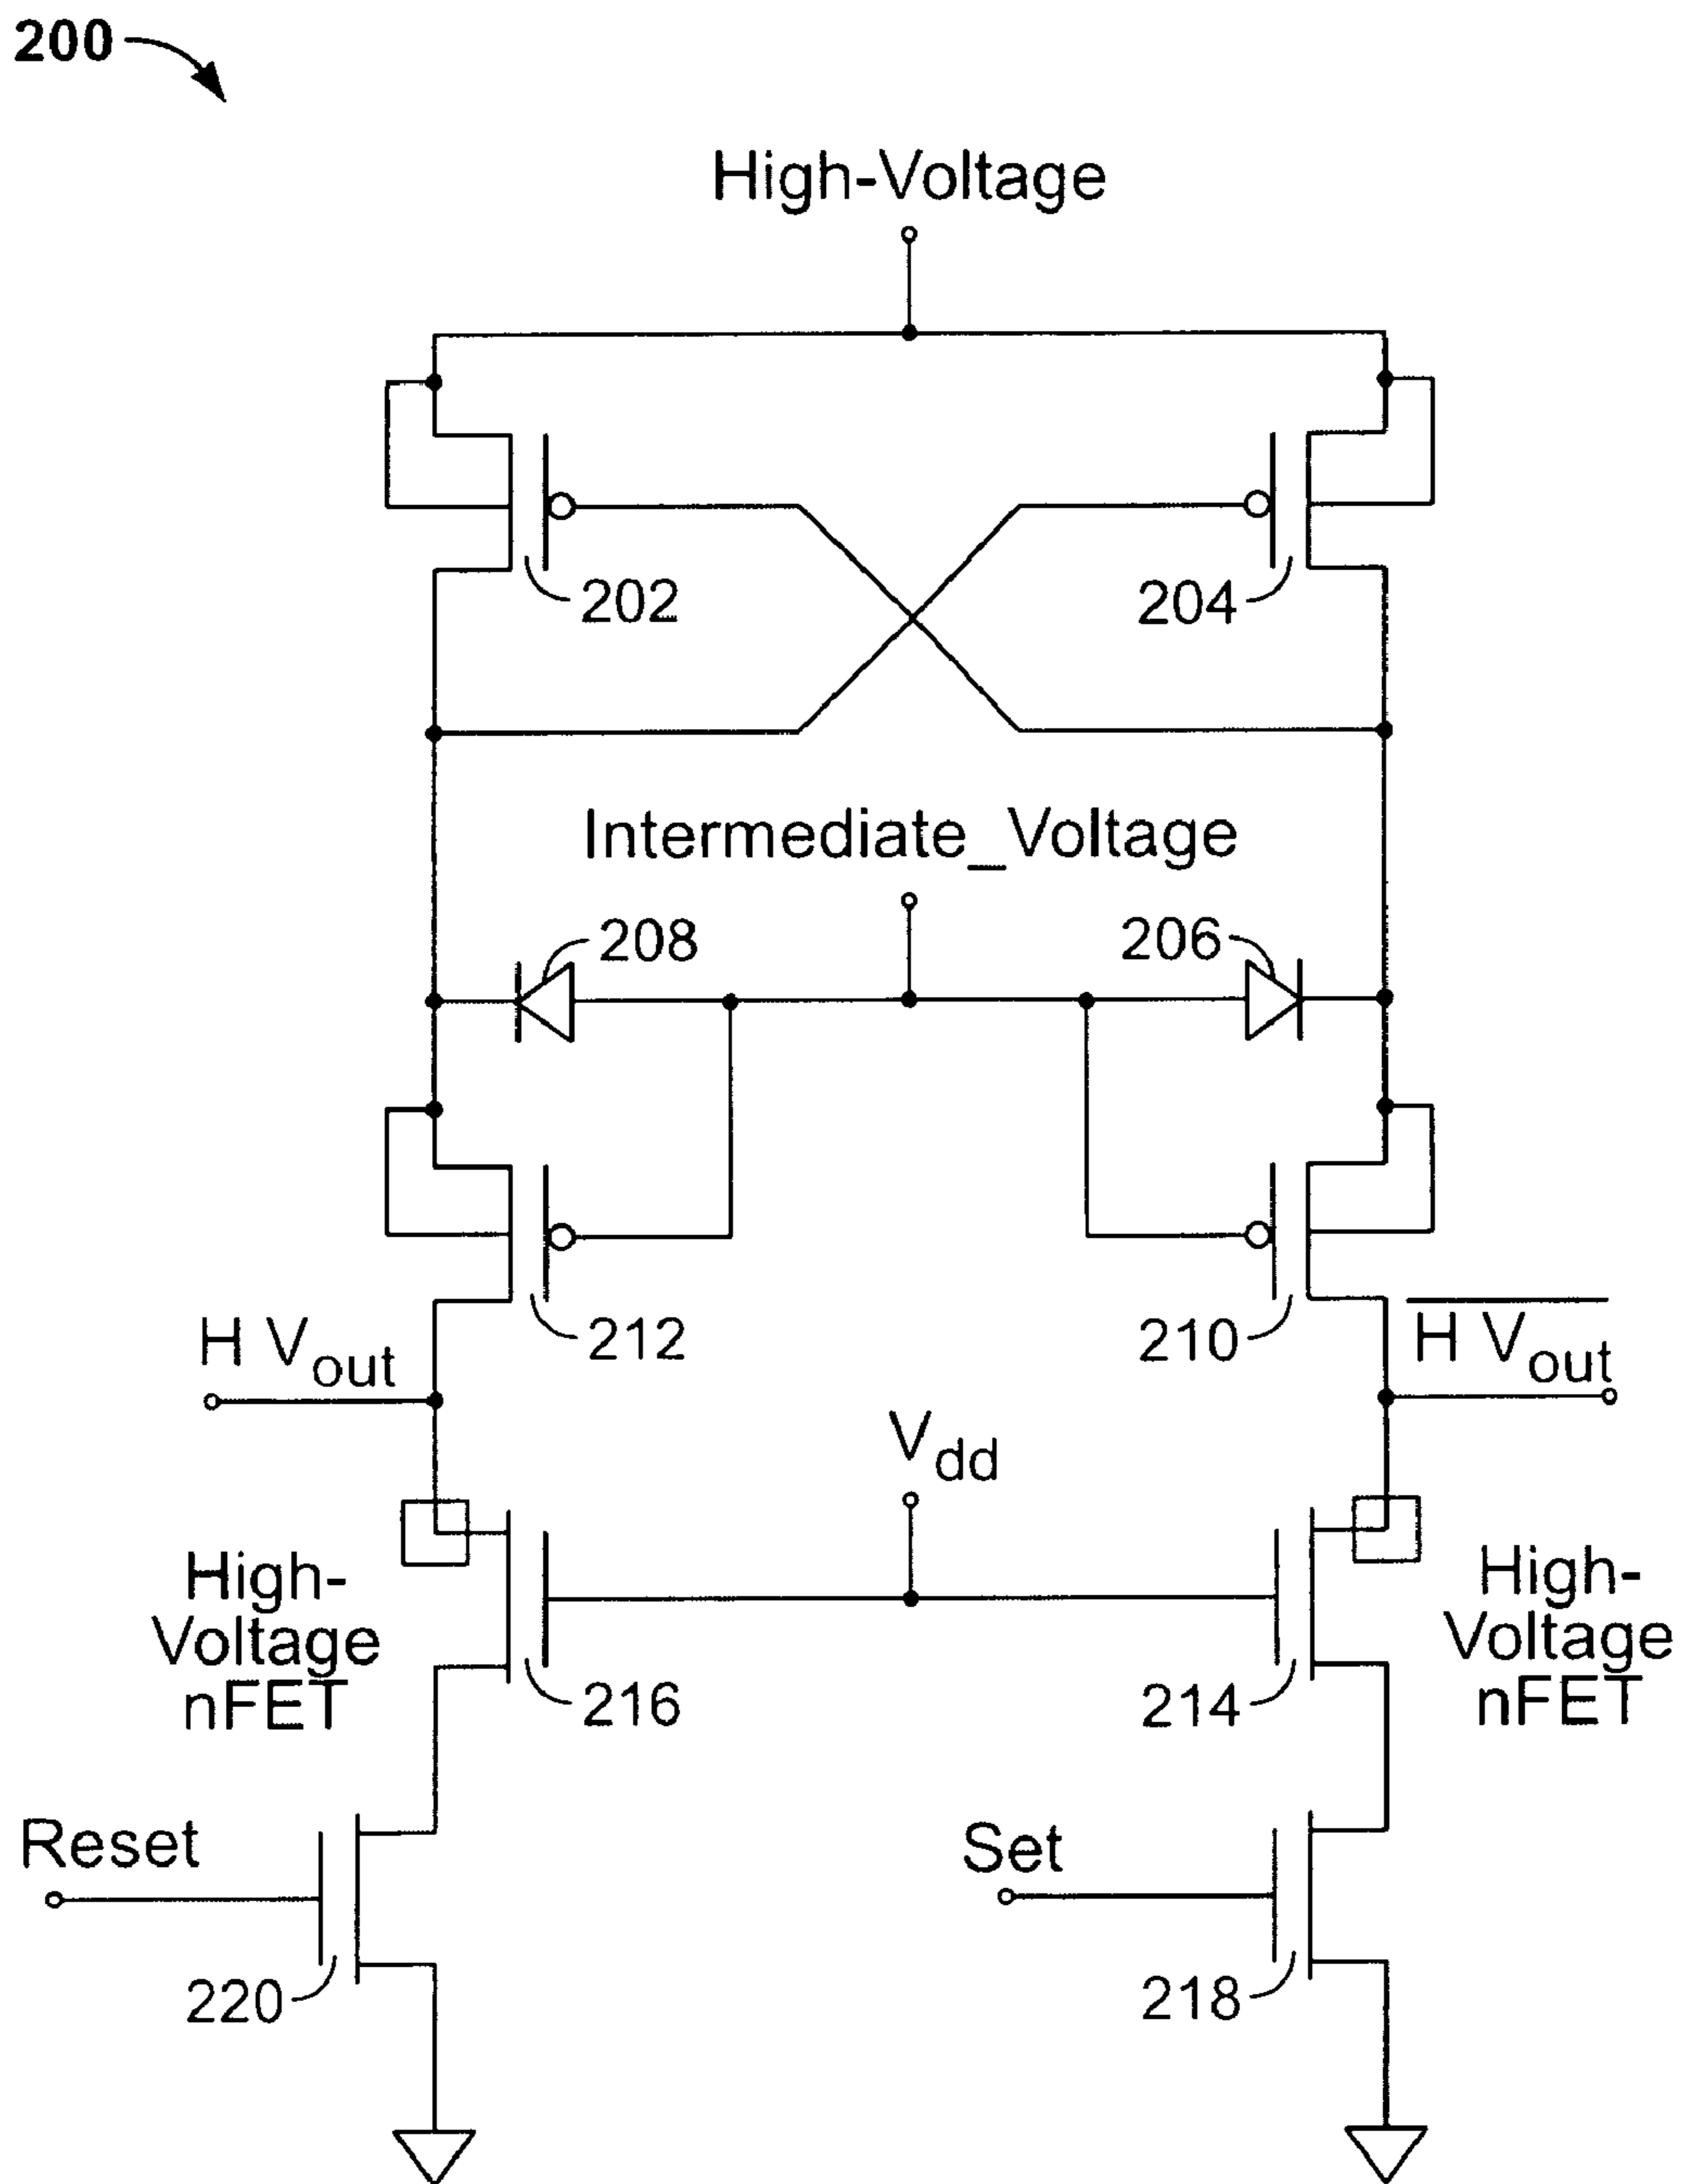 200
High-Voltage
202
204
Intermediate_Voltage
208
206
212
210
H Vout
H Vout
Vdd
High-
Voltage
nFET
High-
Voltage
nFET
216
214
Reset
Set
220
218